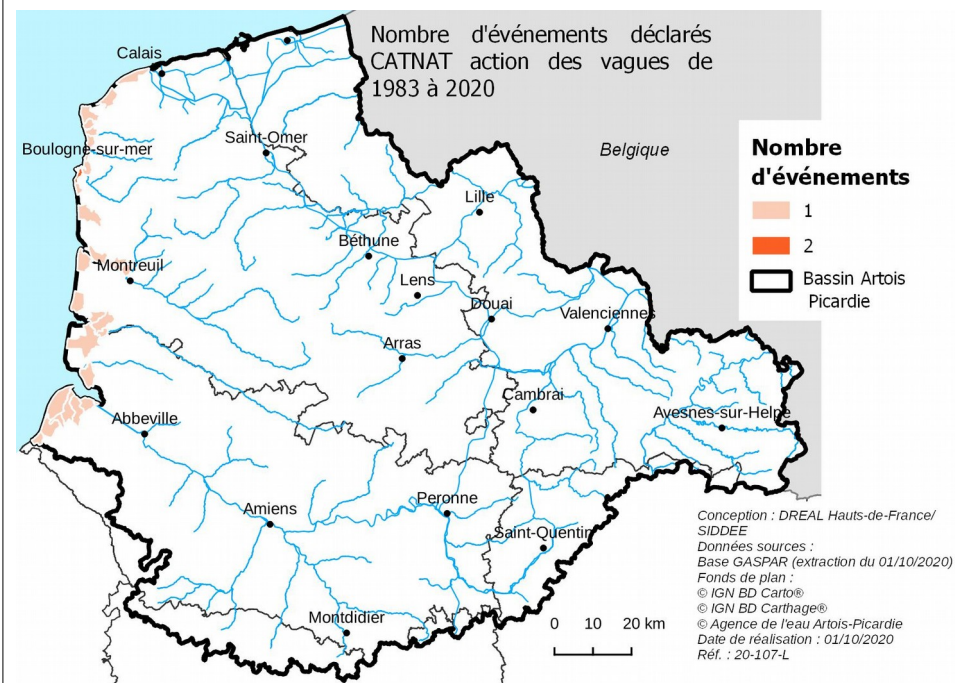 Nombre d'événements déclarés
CATNAT action des vagues de
1983 à 2020
Calais
Saint-Omer
Boulogne-sur-mer
Belgique
Lille
Béthune
Montreuil
Lens
Douai
Valenciennes
Arras
Cambrai
Avesnes-sur-Helpe
Abbeville
Amiens
Peronne
Saint-Quentin
Montdidier
Nombre
d'événements
1
2
Bassin Artois
Picardie
0 10 20 km
Conception : DREAL Hauts-de-France/
SIDDEE
Données sources :
Base GASPAR (extraction du 01/10/2020)
Fonds de plan :
© IGN BD Carto®
© IGN BD Carthage®
© Agence de l'eau Artois-Picardie
Date de réalisation : 01/10/2020
Réf. : 20-107-L